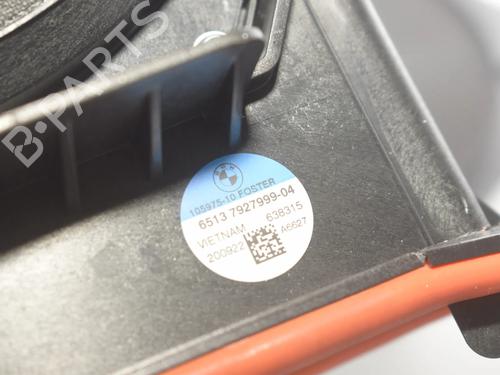 B-PARTS
105975-10 FOSTER
6513 7927999-04
VIETNAM 638315
200922 A6627